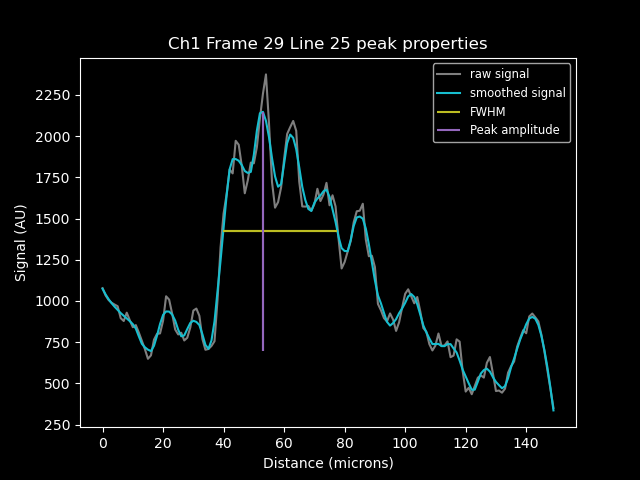 Ch1 Frame 29 Line 25 peak properties
raw signal
smoothed signal
FWHM
Peak amplitude
Signal (AU)
2250
2000
1750
1500
1250
1000
750
500
250
0 20 40 60 80 100 120 140
Distance (microns)